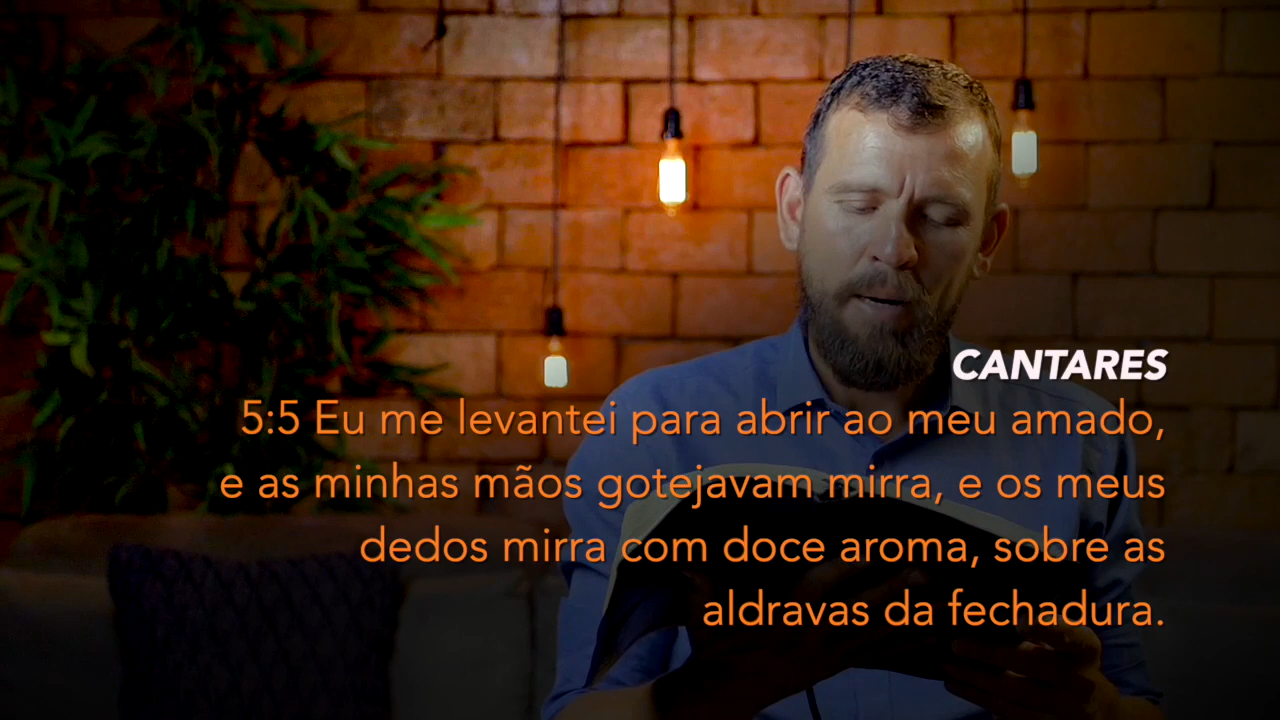 CANTARES
5:5 Eu me levantei para abrir ao meu amado,
e as minhas mãos gotejavam mirra, e os meus
dedos mirra com doce aroma, sobre as
aldravas da fechadura.